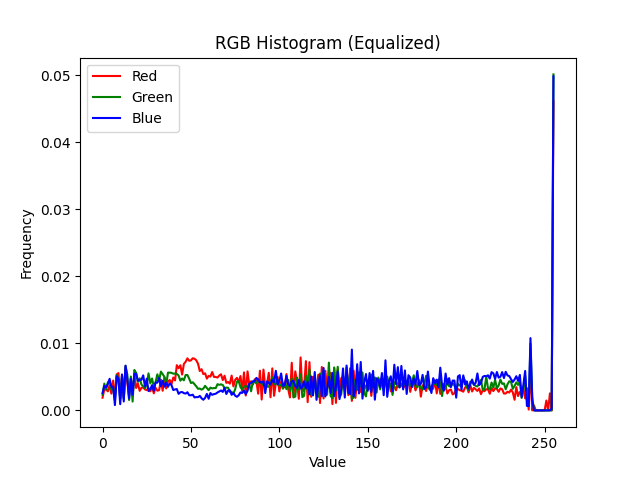 RGB Histogram (Equalized)
Red
Green
Blue
Frequency
0.05
0.04
0.03
0.02
0.01
0.00
0 50 100 150 200 250
Value